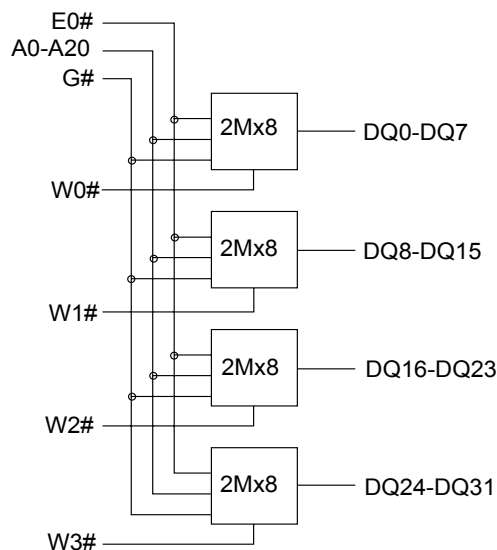 E0#
A0-A20
G#
2Mx8
DQ0-DQ7
W0#
2Mx8
DQ8-DQ15
W1#
2Mx8
DQ16-DQ23
W2#
2Mx8
DQ24-DQ31
W3#